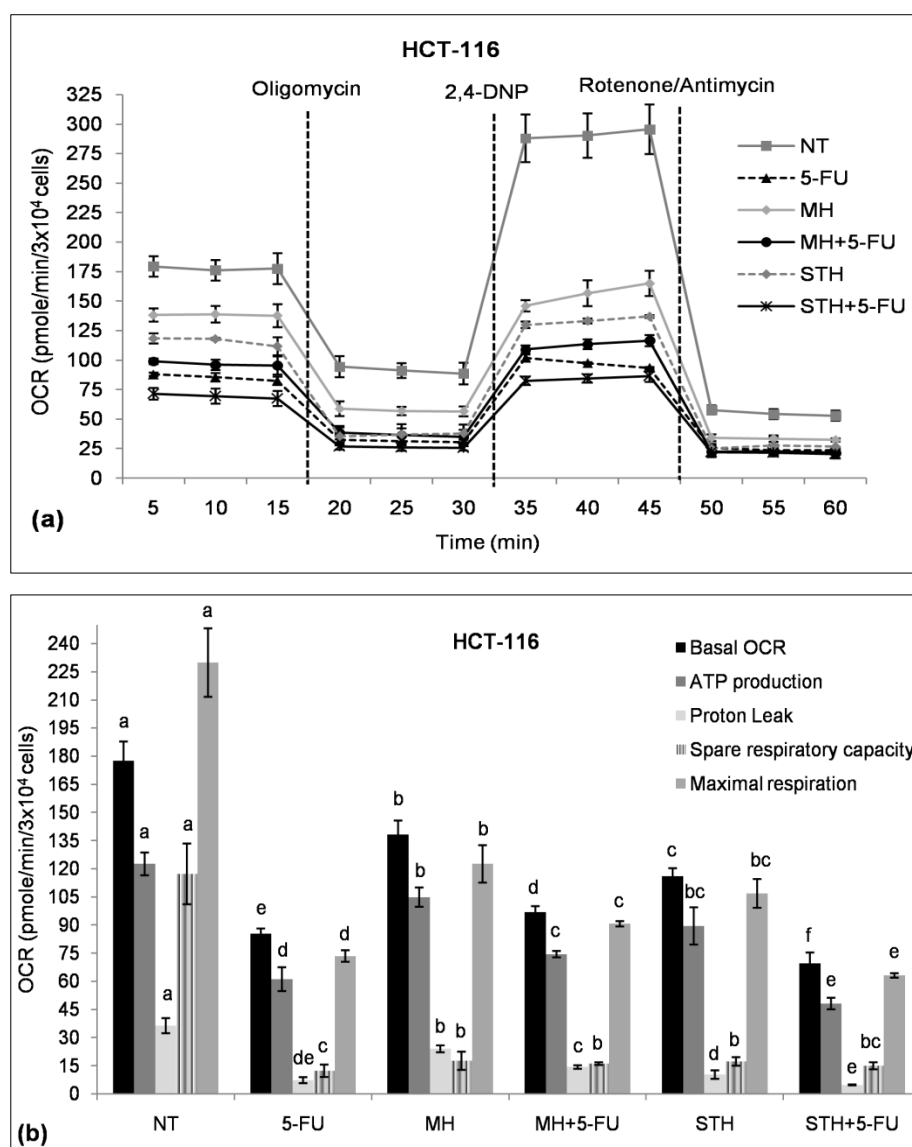 HCT-116
Oligomycin 2,4-DNP Rotenone/Antimycin
OCR (pmole/min/3x10⁴ cells)
325
300
275
250
225
200
175
150
125
100
75
50
25
0
NT
5-FU
MH
MH+5-FU
STH
STH+5-FU
5 10 15 20 25 30 35 40 45 50 55 60
Time (min)
(a)
HCT-116
OCR (pmole/min/3x10⁴ cells)
240
225
210
195
180
165
150
135
120
105
90
75
60
45
30
15
0
Basal OCR
ATP production
Proton Leak
Spare respiratory capacity
Maximal respiration
a a a a a
e d de c d
b b b b b
d c c b c
c bc d b bc
f e e bc e
NT 5-FU MH MH+5-FU STH STH+5-FU
(b)